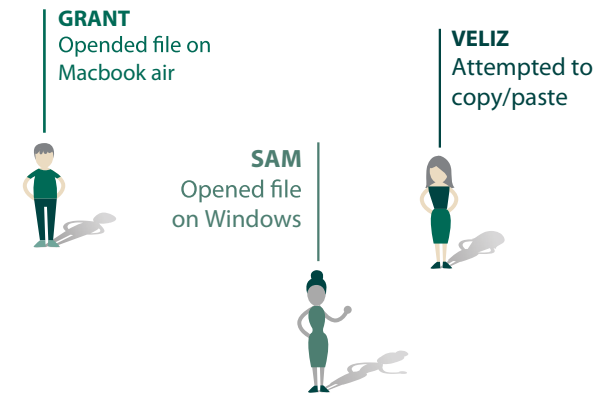 GRANT
Opended file on
Macbook air
VELIZ
Attempted to
copy/paste
SAM
Opened file
on Windows